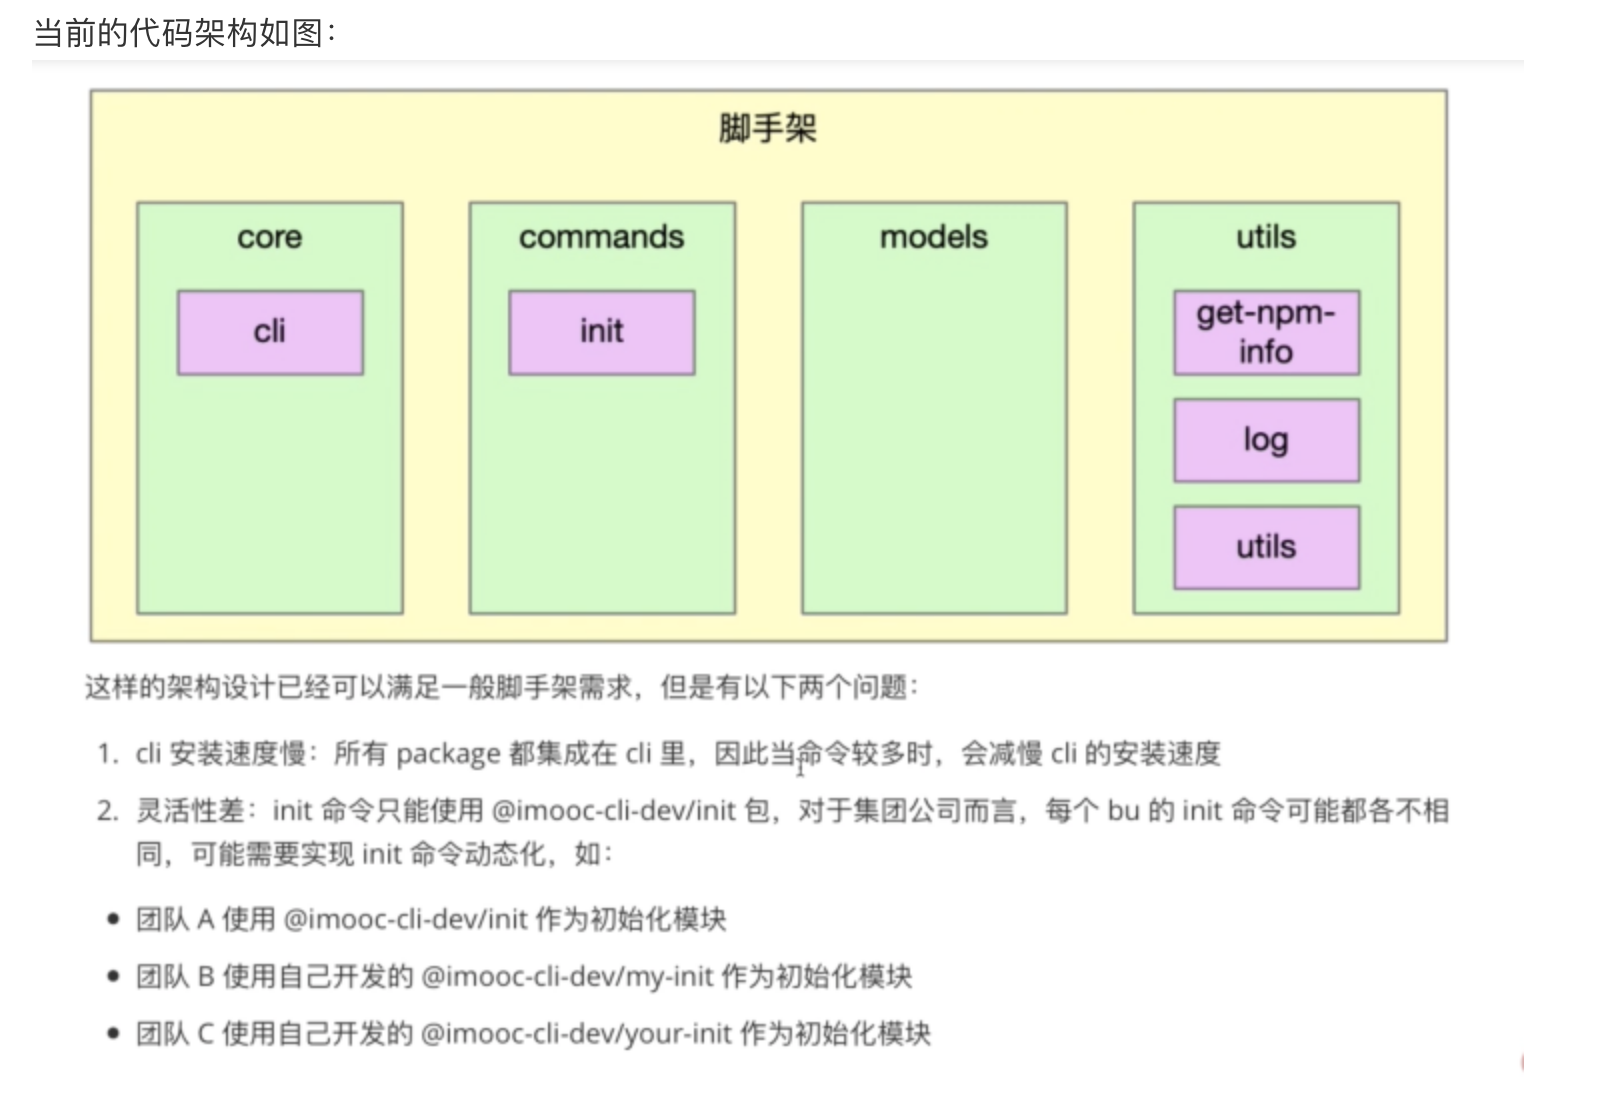 当前的代码架构如图：
脚手架
core
cli
commands
init
models
utils
get-npm-
info
log
utils
这样的架构设计已经可以满足一般脚手架需求，但是有以下两个问题：
1. cli 安装速度慢：所有 package 都集成在 cli 里，因此当命令较多时，会减慢 cli 的安装速度
2. 灵活性差：init 命令只能使用 @imooc-cli-dev/init 包，对于集团公司而言，每个 bu 的 init 命令可能都各不相
同，可能需要实现 init 命令动态化，如：
• 团队 A 使用 @imooc-cli-dev/init 作为初始化模块
• 团队 B 使用自己开发的 @imooc-cli-dev/my-init 作为初始化模块
• 团队 C 使用自己开发的 @imooc-cli-dev/your-init 作为初始化模块